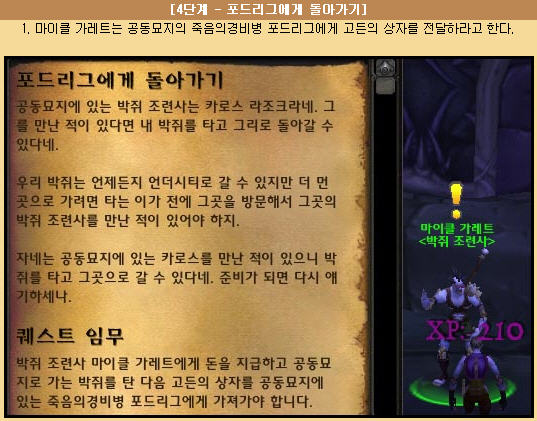 [4단계 - 포드리그에게 돌아가기]
1. 마이클 가레트는 공동묘지의 죽음의경비병 포드리그에게 고든의 상자를 전달하라고 한다.
포드리그에게 돌아가기
공동묘지에 있는 박쥐 조련사는 카로스 라조크라네. 그
를 만난 적이 있다면 내 박쥐를 타고 그리로 돌아갈 수
있다네.
우리 박쥐는 언제든지 언더시티로 갈 수 있지만 더 먼
곳으로 가려면 타는 이가 전에 그곳을 방문해서 그곳의
박쥐 조련사를 만난 적이 있어야 하지.
자네는 공동묘지에 있는 카로스를 만난 적이 있으니 박
쥐를 타고 그곳으로 갈 수 있다네. 준비가 되면 다시 얘
기하세나.
퀘스트 임무
박쥐 조련사 마이클 가레트에게 돈을 지급하고 공동묘
지로 가는 박쥐를 탄 다음 고든의 상자를 공동묘지에
있는 죽음의경비병 포드리그에게 가져가야 합니다.
마이클 가레트
<박쥐 조련사>
XP: 210